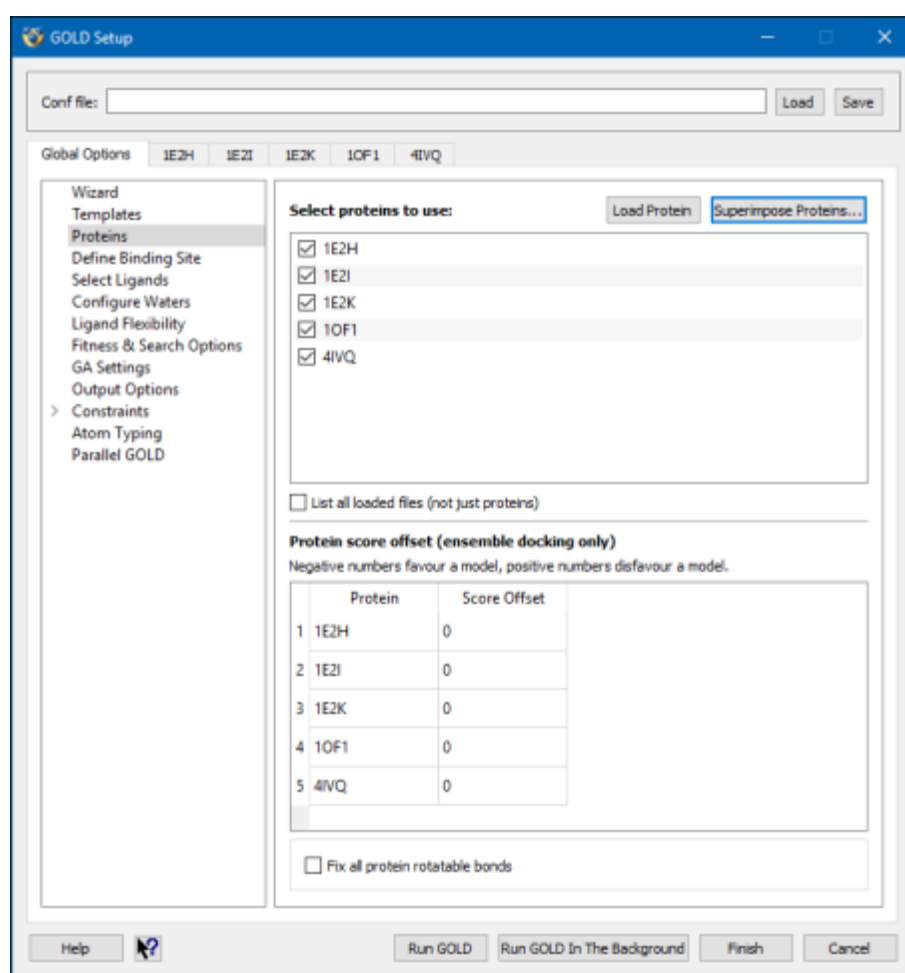 GOLD Setup
Conf file: Load Save
Global Options 1E2H 1E2I 1E2K 1OF1 4IVQ
Wizard
Templates
Proteins
Define Binding Site
Select Ligands
Configure Waters
Ligand Flexibility
Fitness & Search Options
GA Settings
Output Options
> Constraints
Atom Typing
Parallel GOLD
Select proteins to use: Load Protein Superimpose Proteins...
1E2H
1E2I
1E2K
1OF1
4IVQ
List all loaded files (not just proteins)
Protein score offset (ensemble docking only)
Negative numbers favour a model, positive numbers disfavour a model.
Protein Score Offset
1 1E2H 0
2 1E2I 0
3 1E2K 0
4 1OF1 0
5 4IVQ 0
Fix all protein rotatable bonds
Help ? Run GOLD Run GOLD In The Background Finish Cancel